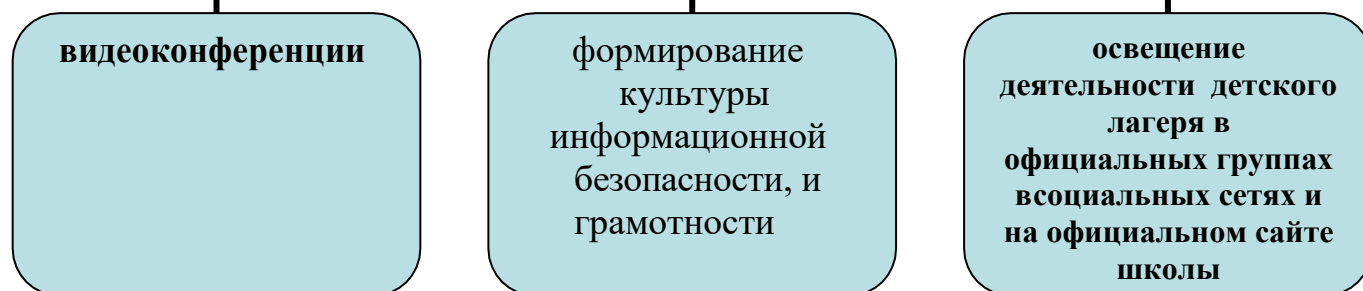 видеоконференции
формирование
культуры
информационной
безопасности, и
грамотности
освещение
деятельности детского
лагеря в
официальных группах
всоциальных сетях и
на официальном сайте
школы